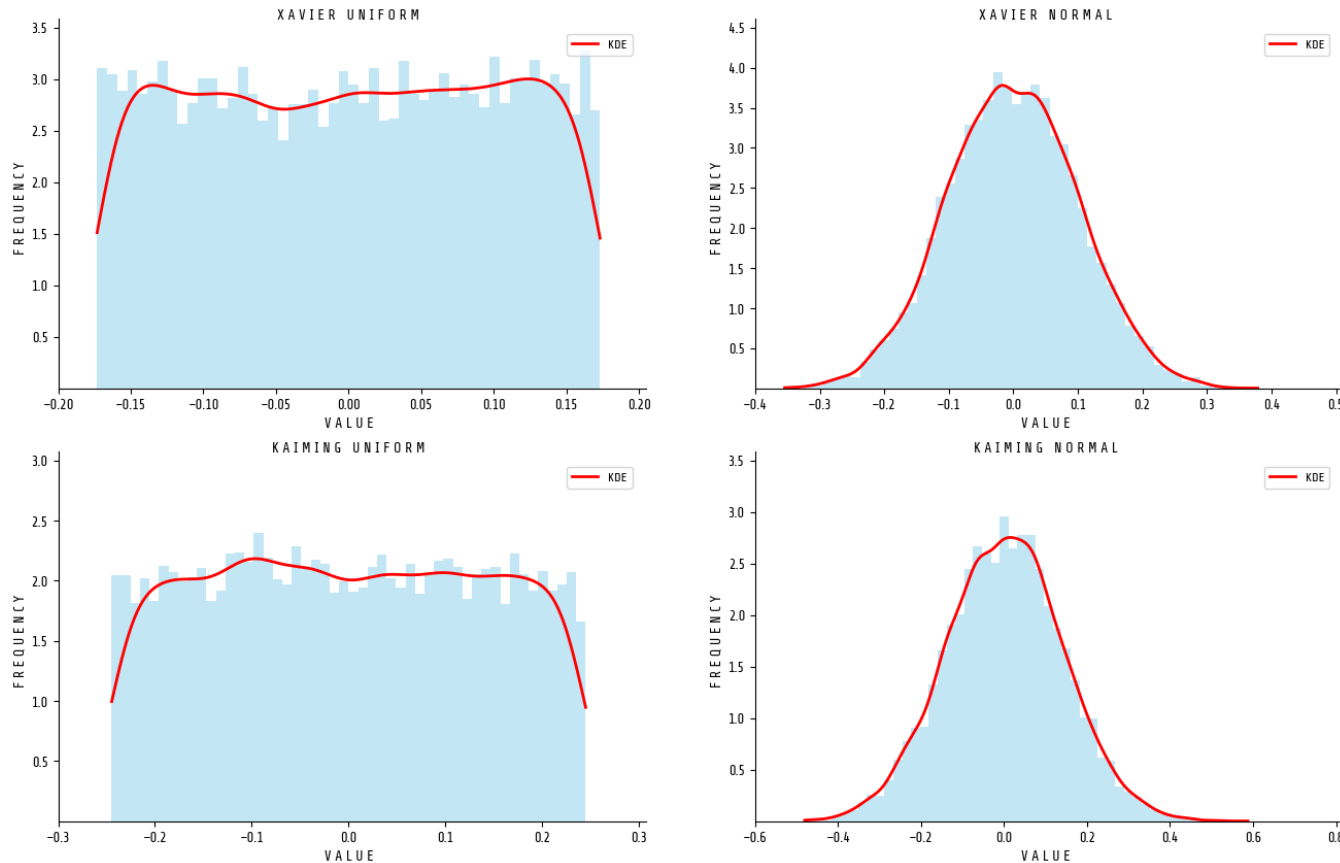 XAVIER UNIFORM
KDE
3.5
3.0
2.5
2.0
1.5
1.0
0.5
FREQUENCY
−0.20 −0.15 −0.10 −0.05 0.00 0.05 0.10 0.15 0.20
VALUE
XAVIER NORMAL
KDE
4.5
4.0
3.5
3.0
2.5
2.0
1.5
1.0
0.5
FREQUENCY
−0.4 −0.3 −0.2 −0.1 0.0 0.1 0.2 0.3 0.4 0.5
VALUE
KAIMING UNIFORM
KDE
3.0
2.5
2.0
1.5
1.0
0.5
FREQUENCY
−0.3 −0.2 −0.1 0.0 0.1 0.2 0.3
VALUE
KAIMING NORMAL
KDE
3.5
3.0
2.5
2.0
1.5
1.0
0.5
FREQUENCY
−0.6 −0.4 −0.2 0.0 0.2 0.4 0.6 0.8
VALUE